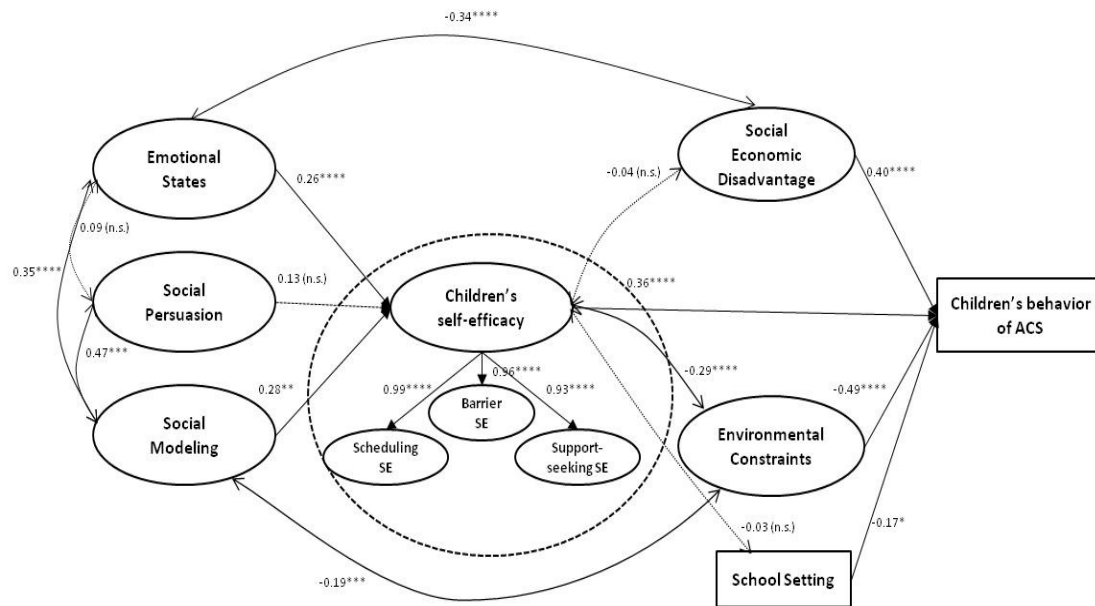 -0.34****
Emotional
States
Social
Economic
Disadvantage
-0.04 (n.s.)
0.26****
0.40****
0.09 (n.s.)
0.35****
Social
Persuasion
0.13 (n.s.)
Children's
self-efficacy
0.36****
Children's behavior
of ACS
0.47***
0.28**
0.99****
0.96****
0.93****
-0.29****
-0.49****
Social
Modeling
Barrier
SE
Scheduling
SE
Support-
seeking SE
Environmental
Constraints
-0.03 (n.s.)
-0.17*
-0.19***
School Setting